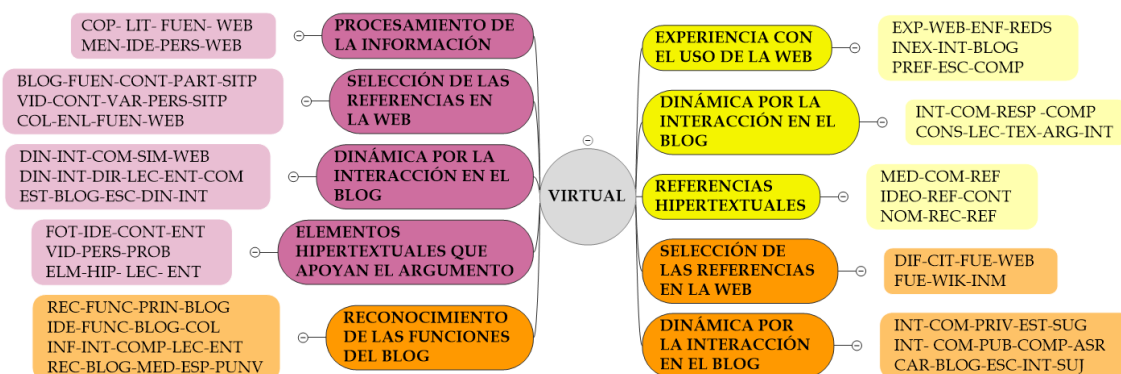 COP- LIT- FUEN- WEB
MEN-IDE-PERS-WEB
PROCESAMIENTO DE
LA INFORMACIÓN
BLOG-FUEN-CONT-PART-SITP
VID-CONT-VAR-PERS-SITP
COL-ENL-FUEN-WEB
SELECCIÓN DE LAS
REFERENCIAS EN
LA WEB
DIN-INT-COM-SIM-WEB
DIN-INT-DIR-LEC-ENT-COM
EST-BLOG-ESC-DIN-INT
DINÁMICA POR LA
INTERACCIÓN EN EL
BLOG
FOT-IDE-CONT-ENT
VID-PERS-PROB
ELM-HIP- LEC- ENT
ELEMENTOS
HIPERTEXTUALES QUE
APOYAN EL ARGUMENTO
REC-FUNC-PRIN-BLOG
IDE-FUNC-BLOG-COL
INF-INT-COMP-LEC-ENT
REC-BLOG-MED-ESP-PUNV
RECONOCIMIENTO
DE LAS FUNCIONES
DEL BLOG
VIRTUAL
EXPERIENCIA CON
EL USO DE LA WEB
EXP-WEB-ENF-REDS
INEX-INT-BLOG
PREF-ESC-COMP
DINÁMICA POR LA
INTERACCIÓN EN EL
BLOG
INT-COM-RESP -COMP
CONS-LEC-TEX-ARG-INT
REFERENCIAS
HIPERTEXTUALES
MED-COM-REF
IDEO-REF-CONT
NOM-REC-REF
SELECCIÓN DE
LAS REFERENCIAS
EN LA WEB
DIF-CIT-FUE-WEB
FUE-WIK-INM
DINÁMICA POR
LA INTERACCIÓN
EN EL BLOG
INT-COM-PRIV-EST-SUG
INT- COM-PUB-COMP-ASR
CAR-BLOG-ESC-INT-SUJ